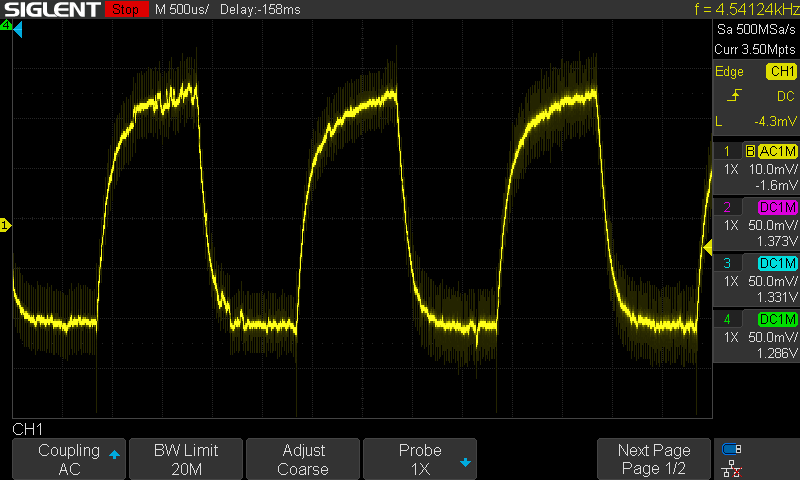 SIGLENT Stop M 500us/ Delay:-158ms f = 4.54124kHz
Sa 500MSa/s
Curr 3.50Mpts
4
Edge CH1
DC
L -4.3mV
1 B AC1M
1X 10.0mV/
-1.6mV
2 DC1M
1X 50.0mV/
1.373V
3 DC1M
1X 50.0mV/
1.331V
4 DC1M
1X 50.0mV/
1.286V
1
CH1
Coupling
AC
BW Limit
20M
Adjust
Coarse
Probe
1X
Next Page
Page 1/2